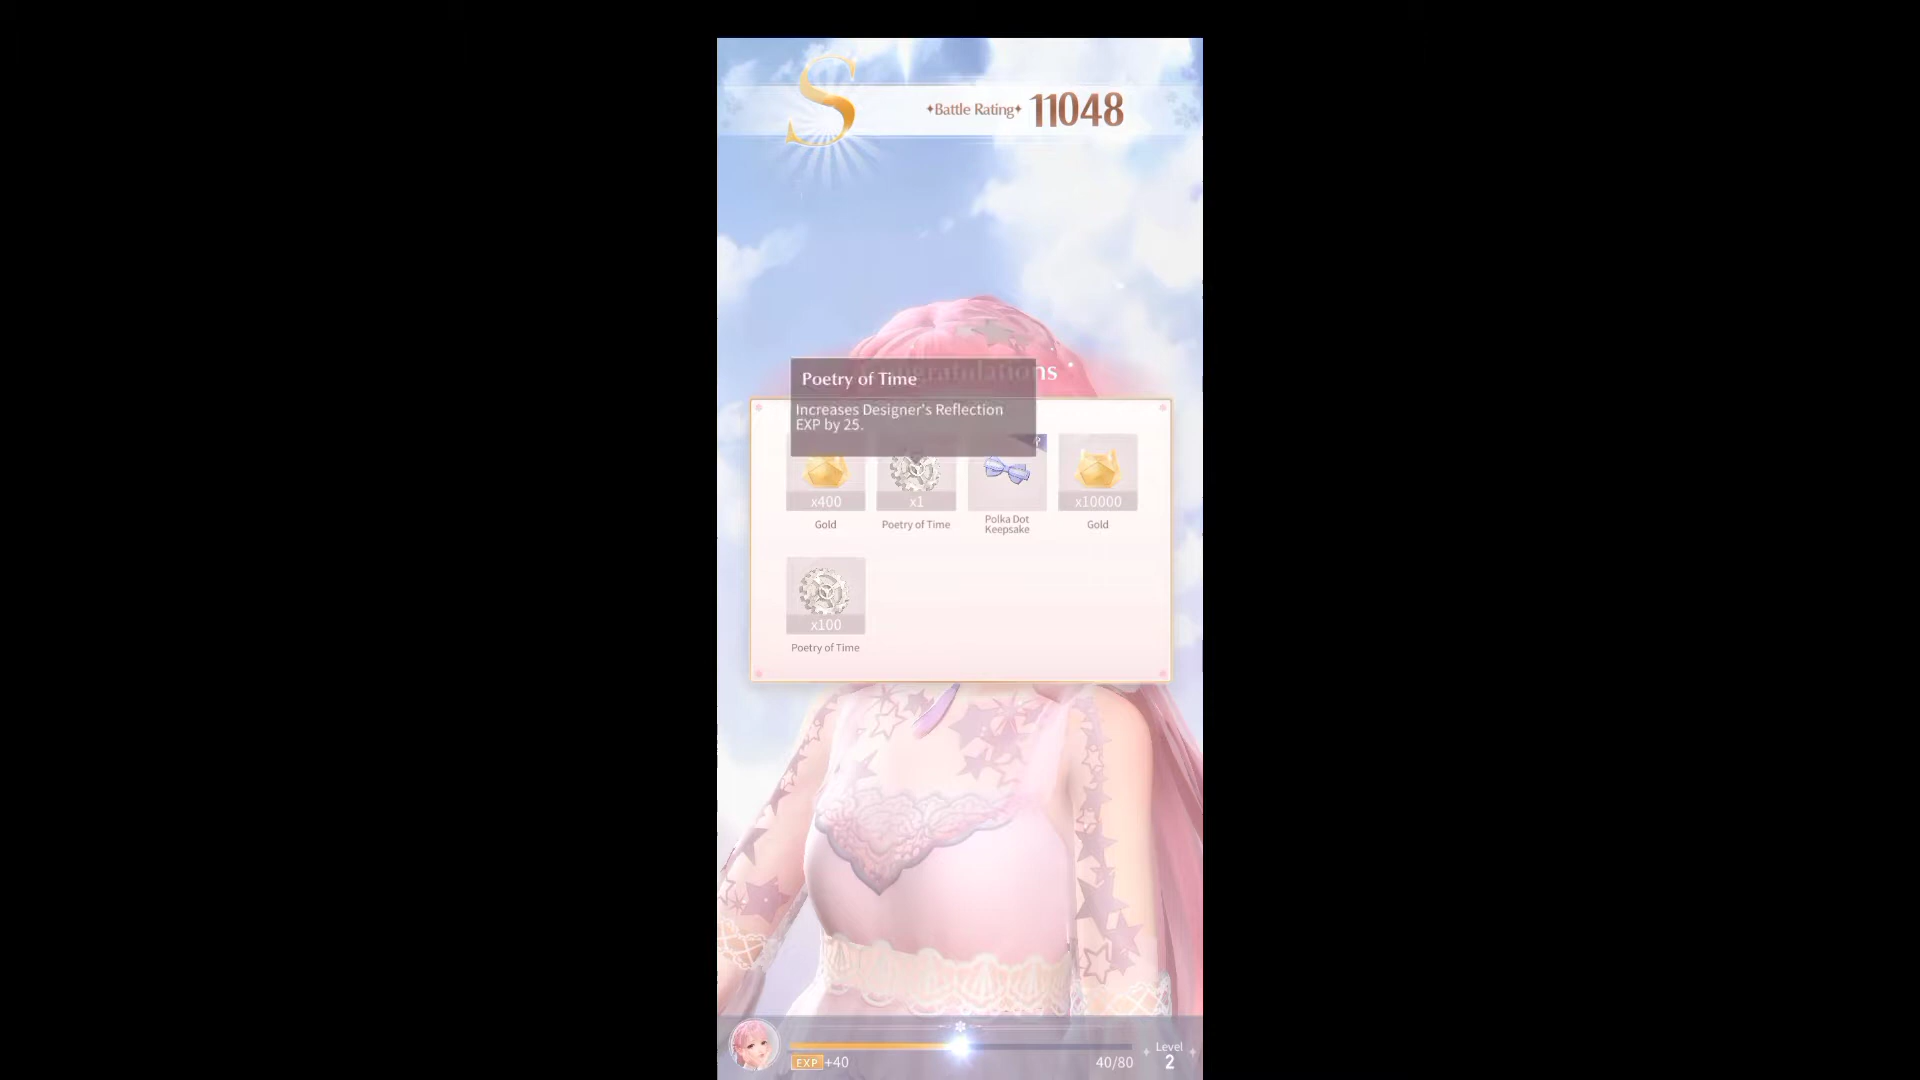 S
Battle Rating 11048
Congratulations
Poetry of Time
Increases Designer's Reflection
EXP by 25.
x400
x1
x10000
Gold
Poetry of Time
Polka Dot
Keepsake
Gold
x100
Poetry of Time
EXP +40
40/80
Level
2